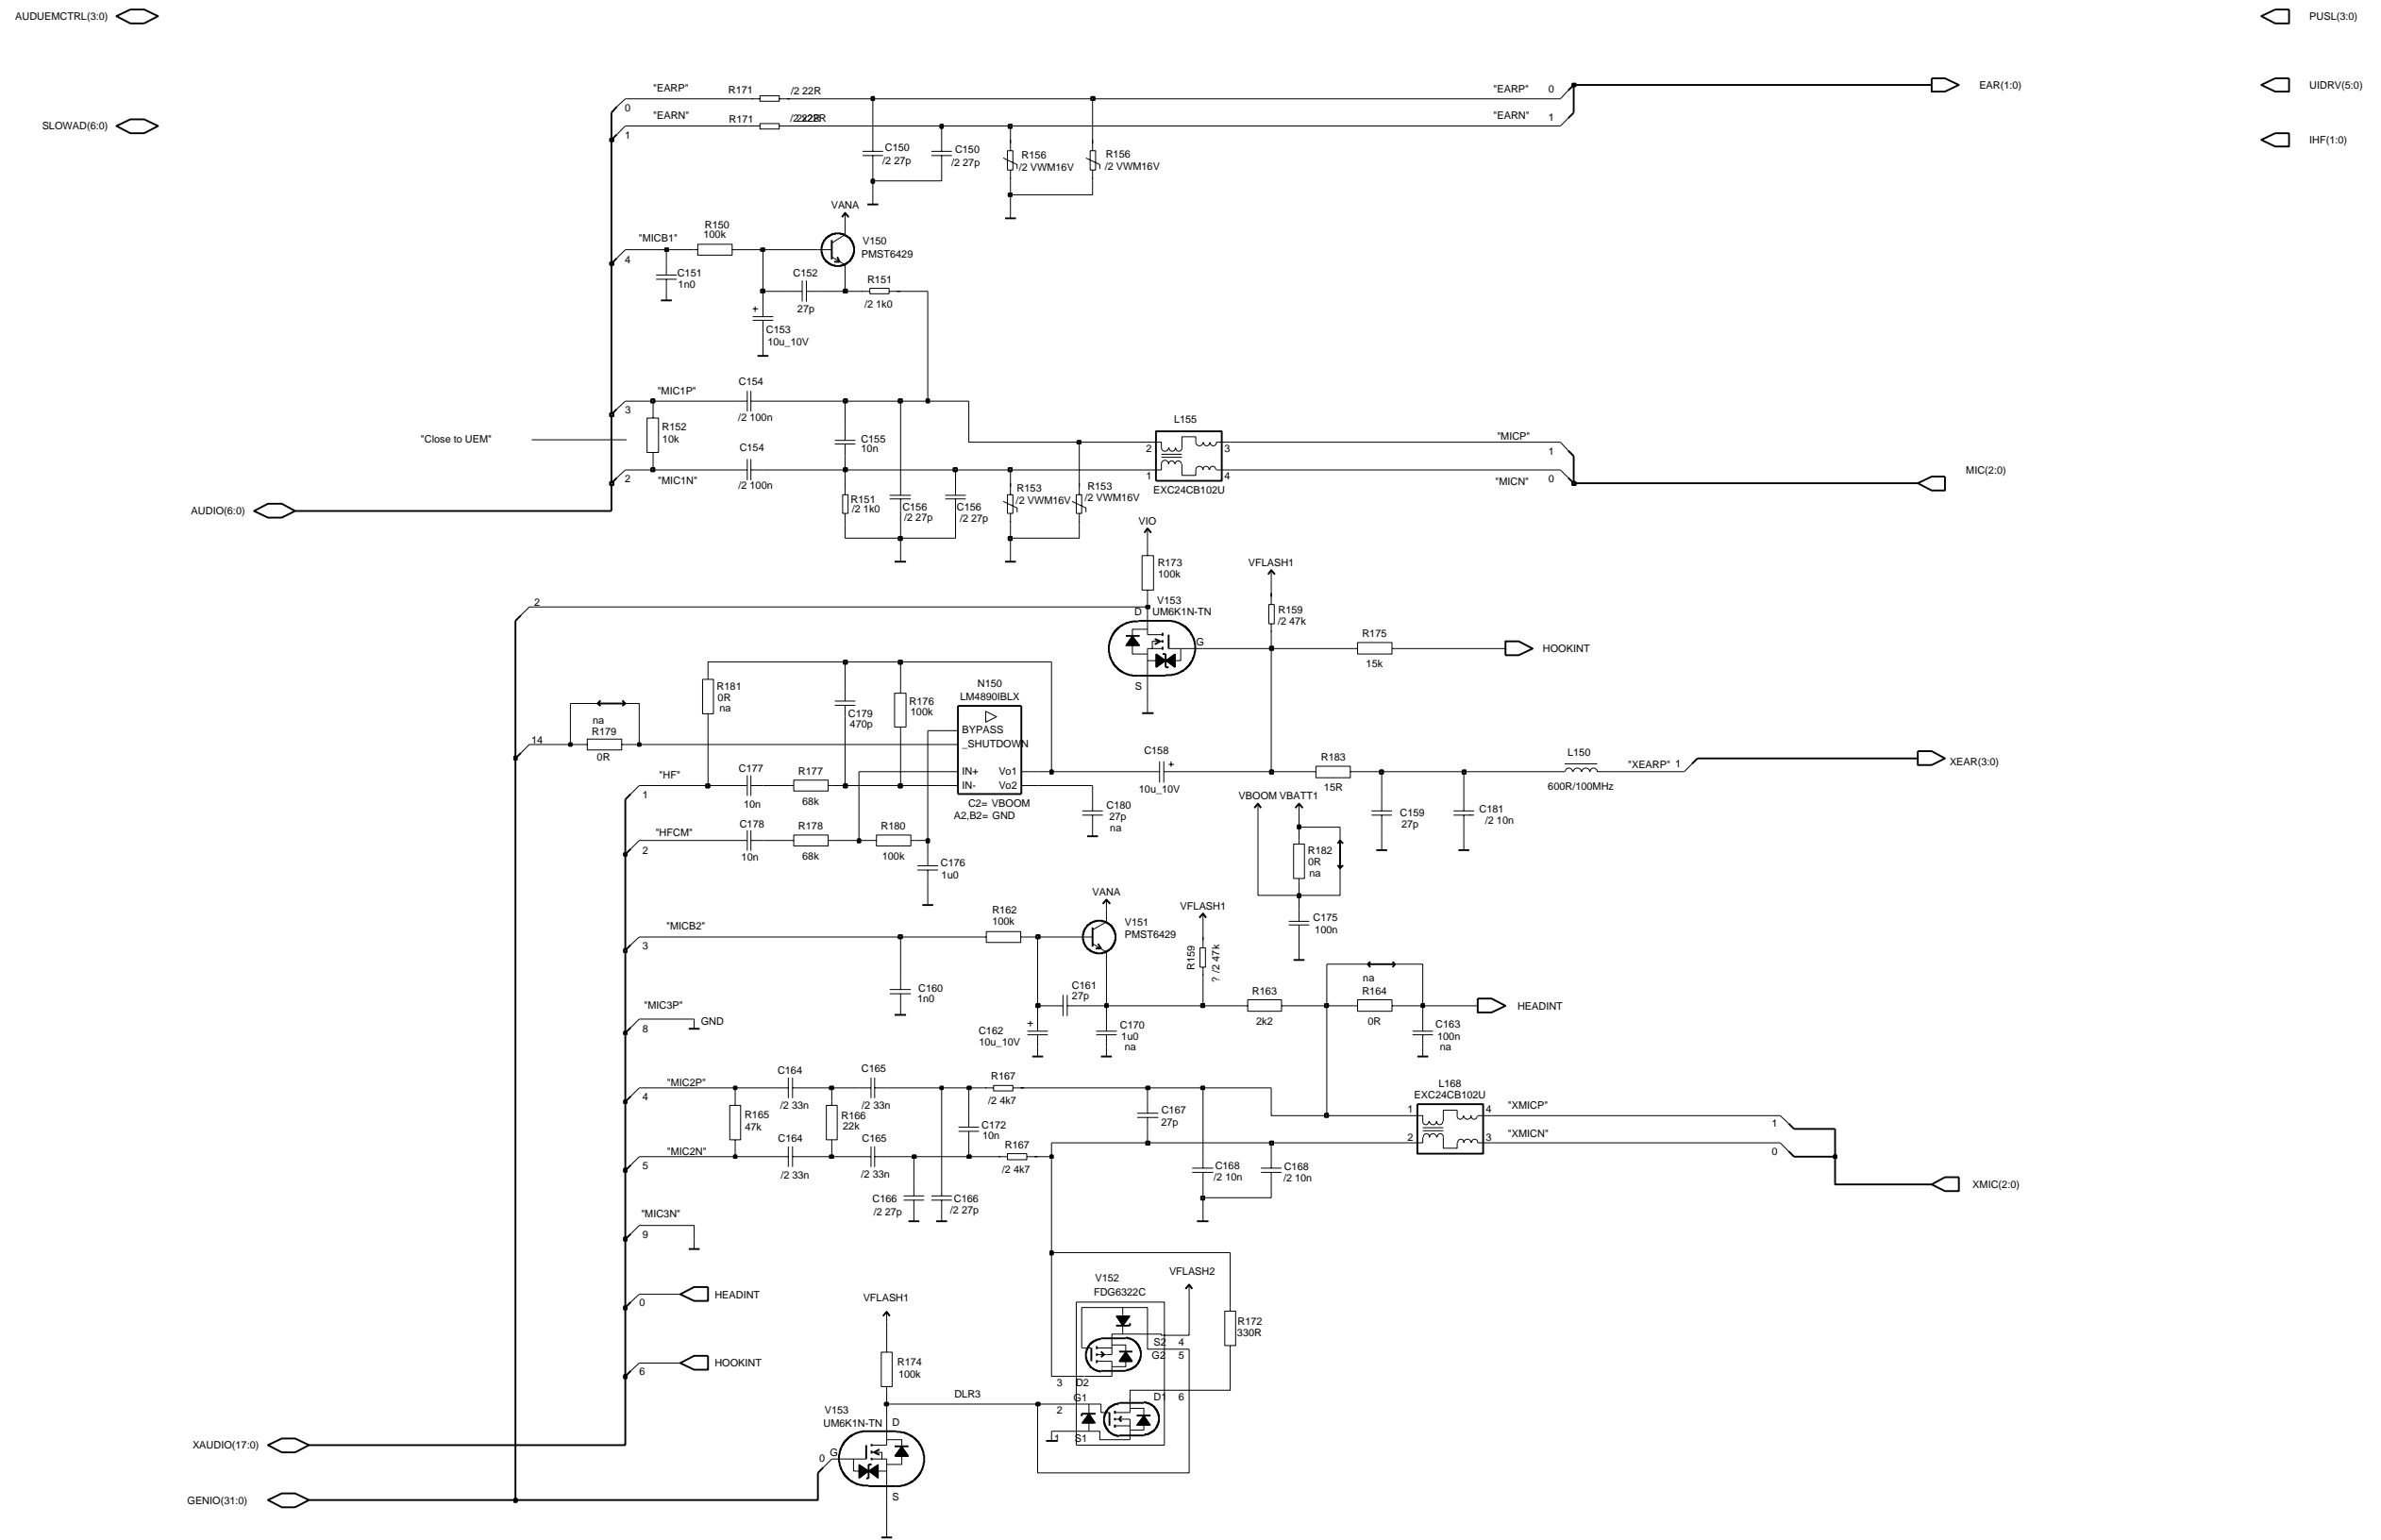 AUDUEMCTRL(3:0)
PUSL(3:0)
"EARP"
R171
/2 22R
"EARP"
0
EAR(1:0)
UIDRV(5:0)
0
"EARN"
R171
"EARN"
1
SLOWAD(6:0)
1
IHF(1:0)
C150
/2 27p
C150
/2 27p
R156
/2 VWM16V
R156
/2 VWM16V
VANA
R150
100k
"MICB1"
4
V150
PMST6429
C151
1n0
C152
27p
R151
/2 1k0
+
C153
10u_10V
"MIC1P"
3
C154
/2 100n
L155
R152
10k
"Close to UEM"
C155
10n
2
3
"MICP"
1
C154
/2 100n
1
4
"MICN"
0
MIC(2:0)
2
"MIC1N"
EXC24CB102U
R151
/2 1k0
C156
/2 27p
C156
/2 27p
R153
/2 VWM16V
R153
/2 VWM16V
AUDIO(6:0)
VIO
R173
100k
VFLASH1
2
V153
D
UM6K1N-TN
R159
/2 47k
G
R175
15k
HOOKINT
S
R181
0R
na
C179
470p
R176
100k
N150
LM4890IBLX
BYPASS
_SHUTDOWN
IN+
IN-
Vo1
Vo2
C2= VBOOM
A2,B2= GND
na
R179
0R
14
C158
+
10u_10V
R183
15R
L150
600R/100MHz
"XEARP"
1
XEAR(3:0)
"HF"
1
C177
10n
R177
68k
C180
27p
na
VBOOM
VBATT1
C159
27p
C181
/2 10n
"HFCM"
2
C178
10n
R178
68k
R180
100k
C176
1u0
R182
0R
na
C175
100n
VANA
R162
100k
V151
PMST6429
VFLASH1
"MICB2"
3
R159
? /2 47k
C160
1n0
C161
27p
R163
2k2
na
R164
0R
HEADINT
"MIC3P"
8
GND
+
C162
10u_10V
C170
1u0
na
C163
100n
na
"MIC2P"
4
C164
/2 33n
C165
/2 33n
R167
/2 4k7
L168
EXC24CB102U
R165
47k
R166
22k
C172
10n
C167
27p
1
4
"XMICP"
1
2
3
"XMICN"
0
"MIC2N"
5
C164
/2 33n
C165
/2 33n
R167
/2 4k7
C168
/2 10n
C168
/2 10n
XMIC(2:0)
C166
/2 27p
C166
/2 27p
"MIC3N"
9
0
HEADINT
VFLASH1
V152
FDG6322C
VFLASH2
R172
330R
S2
4
G2
5
6
HOOKINT
R174
100k
3
D2
DLR3
2
G1
D1
6
1
S1
V153
UM6K1N-TN
D
XAUDIO(17:0)
0
G
S
GENIO(31:0)